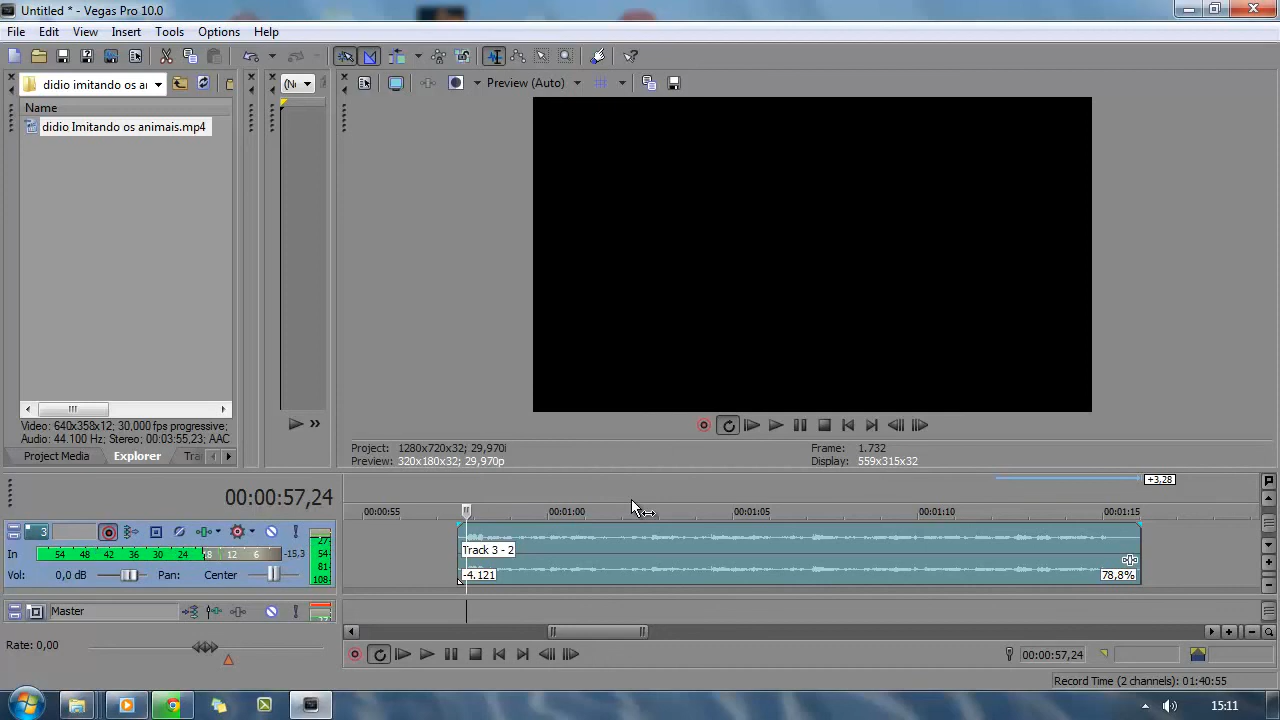 Untitled * - Vegas Pro 10.0
File Edit View Insert Tools Options Help
didio imitando os ai
Preview (Auto)
Name
didio Imitando os animais.mp4
Video: 640x358x12; 30,000 fps progressive;
Audio: 44.100 Hz; Stereo; 00:03:55,23; AAC
Project Media Explorer Tra
Project: 1280x720x32; 29,970i
Preview: 320x180x32; 29,970p
Frame: 1.732
Display: 559x315x32
00:00:57,24
+3,28
00:00:55 00:01:00 00:01:05 00:01:10 00:01:15
3
In 54 48 42 36 30 24 18 12 6 -15,3
27
81
108
Vol: 0,0 dB Pan: Center
Track 3 - 2
-4.121
78,8%
Master
Rate: 0,00
00:00:57,24
Record Time (2 channels): 01:40:55
15:11